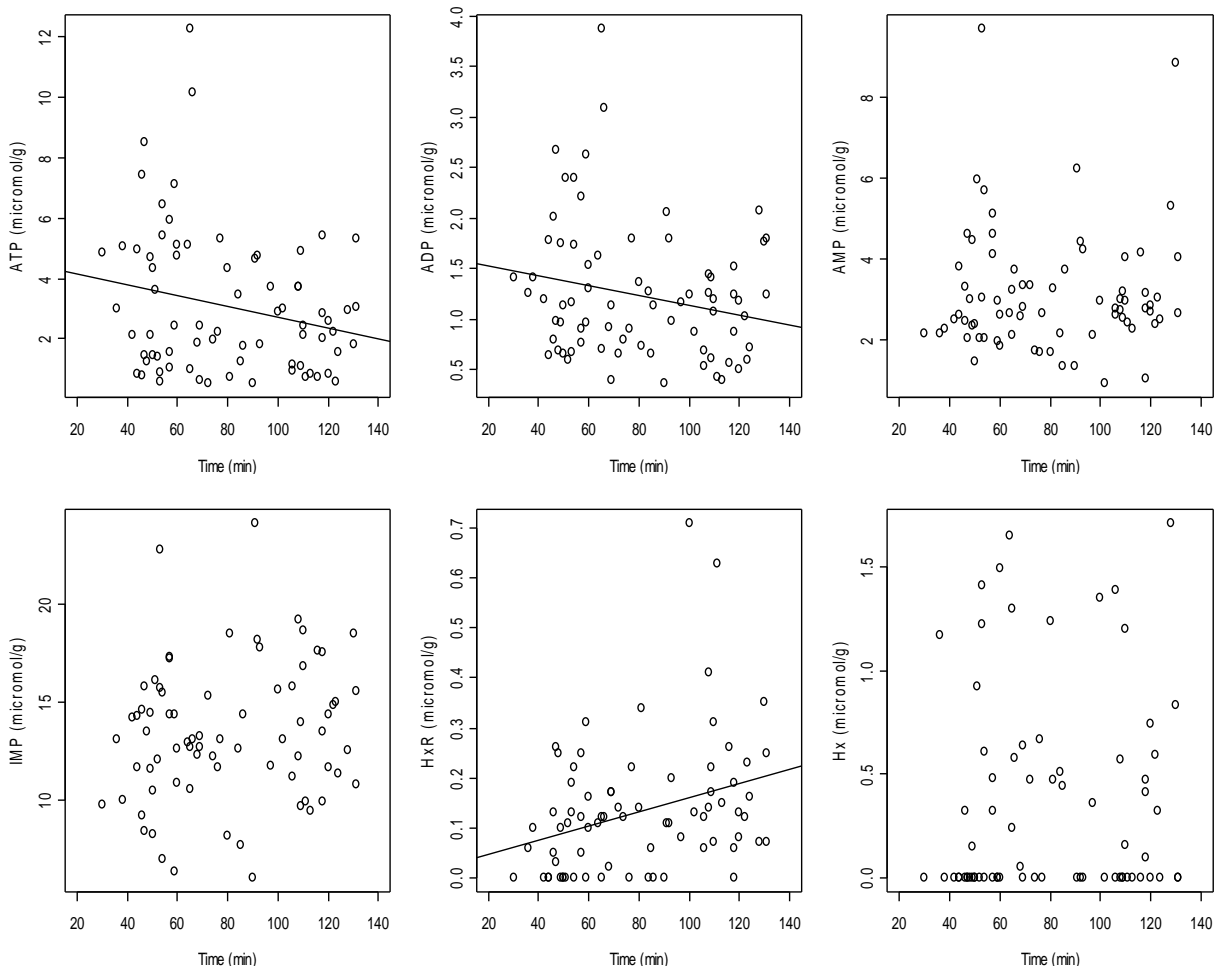 ATP (micromol/g)
12
10
8
6
4
2
20 40 60 80 100 120 140
Time (min)
ADP (micromol/g)
4.0
3.5
3.0
2.5
2.0
1.5
1.0
0.5
20 40 60 80 100 120 140
Time (min)
AMP (micromol/g)
8
6
4
2
20 40 60 80 100 120 140
Time (min)
IMP (micromol/g)
20
15
10
20 40 60 80 100 120 140
Time (min)
HxR (micromol/g)
0.7
0.6
0.5
0.4
0.3
0.2
0.1
0.0
20 40 60 80 100 120 140
Time (min)
Hx (micromol/g)
1.5
1.0
0.5
0.0
20 40 60 80 100 120 140
Time (min)